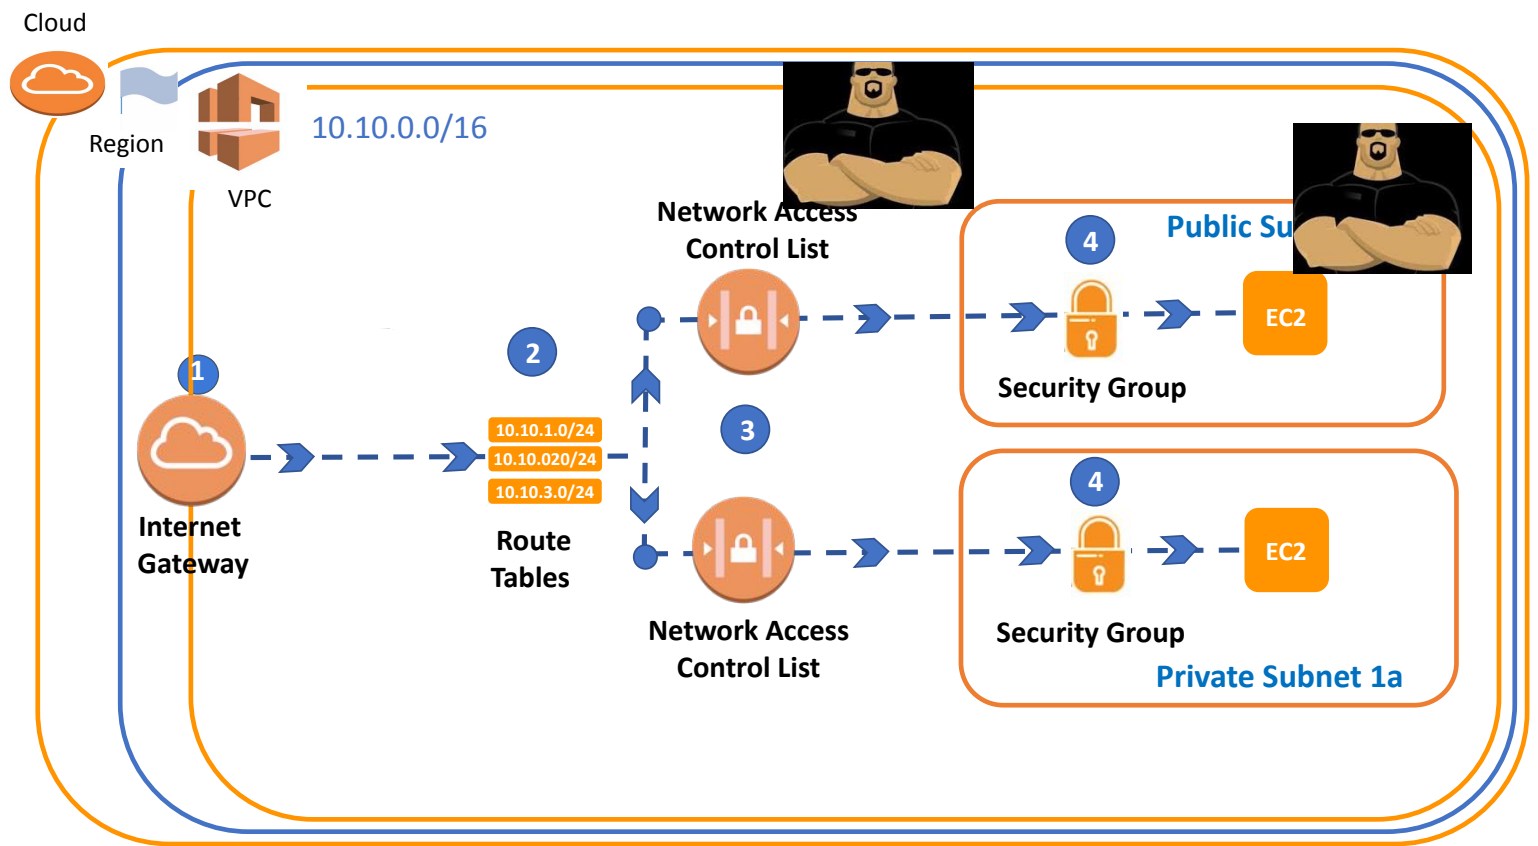 Cloud
Region
VPC
10.10.0.0/16
Network Access
Control List
Public
4
EC2
Security Group
1
2
3
10.10.1.0/24
10.10.020/24
10.10.3.0/24
Internet
Gateway
Route
Tables
4
EC2
Network Access
Control List
Security Group
Private Subnet 1a